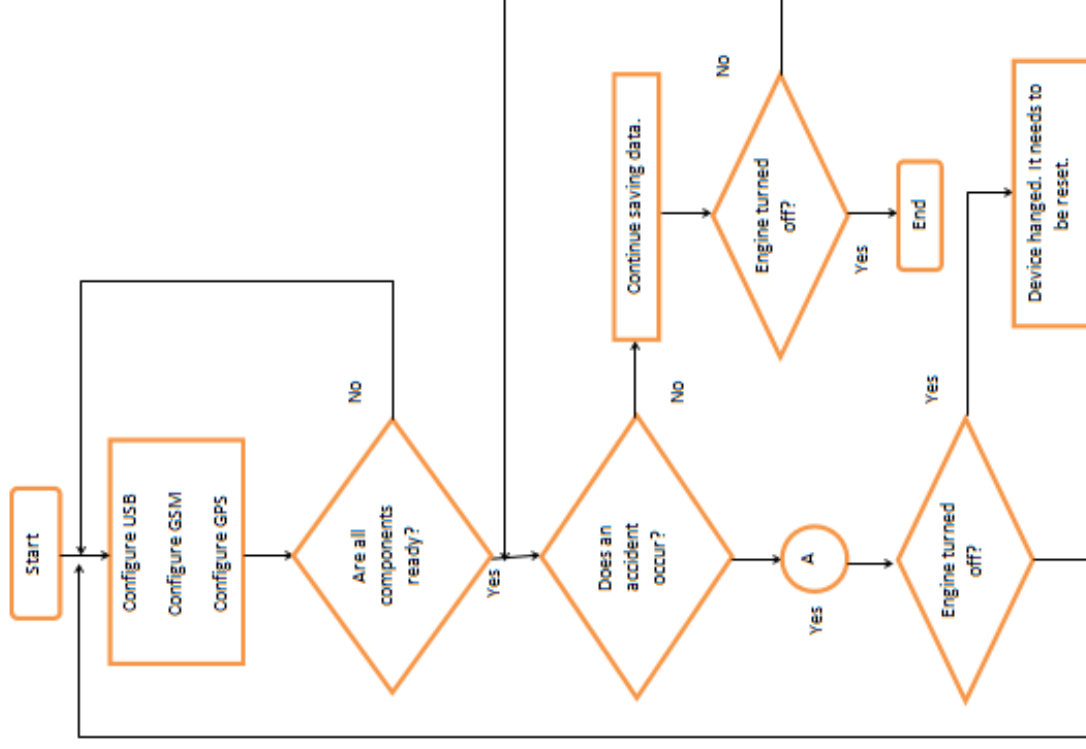 Start
Configure USB
Configure GSM
Configure GPS
Are all
components
ready?
No
Yes
Does an
accident
occur?
No
Continue saving data.
Engine turned
off?
No
Yes
End
A
Yes
Engine turned
off?
Yes
Device hanged. It needs to
be reset.